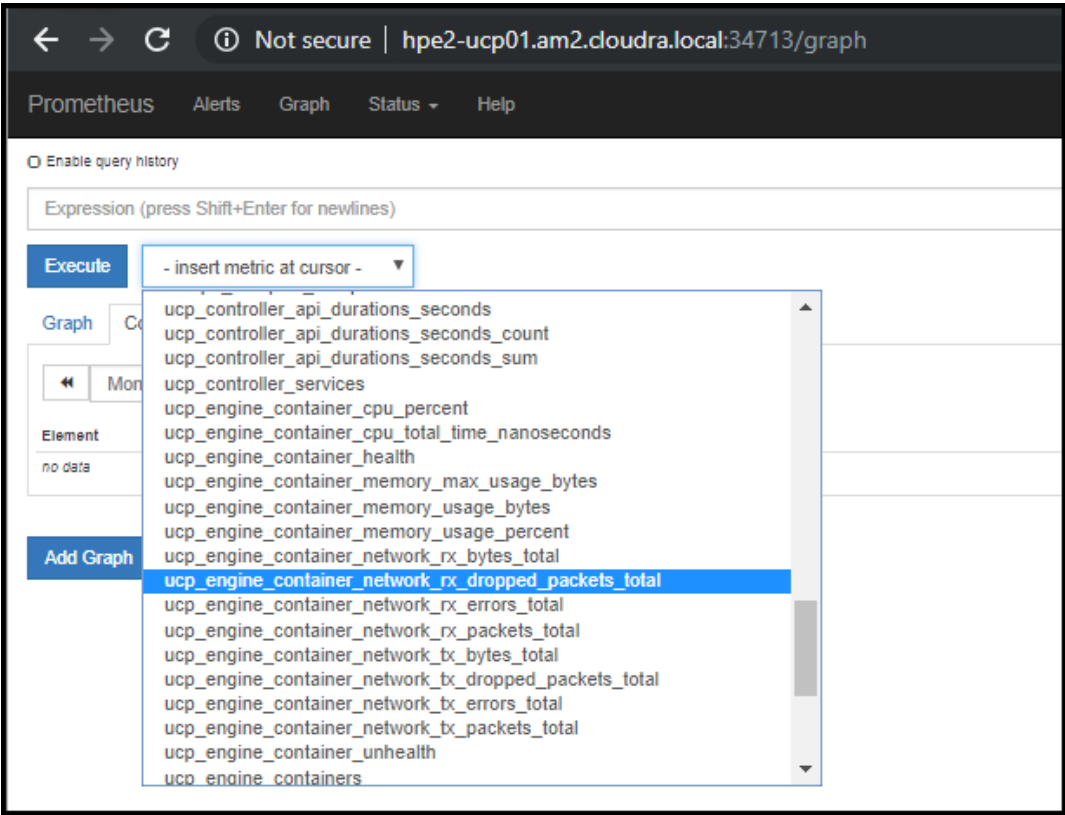 Not secure | hpe2-ucp01.am2.cloudra.local:34713/graph
Prometheus Alerts Graph Status Help
Enable query history
Expression (press Shift+Enter for newlines)
Execute - insert metric at cursor -
ucp_controller_api_durations_seconds
Graph Co
ucp_controller_api_durations_seconds_count
ucp_controller_api_durations_seconds_sum
Mon
ucp_controller_services
ucp_engine_container_cpu_percent
Element
ucp_engine_container_cpu_total_time_nanoseconds
ucp_engine_container_health
no data
ucp_engine_container_memory_max_usage_bytes
ucp_engine_container_memory_usage_bytes
ucp_engine_container_memory_usage_percent
Add Graph
ucp_engine_container_network_rx_bytes_total
ucp_engine_container_network_rx_dropped_packets_total
ucp_engine_container_network_rx_errors_total
ucp_engine_container_network_rx_packets_total
ucp_engine_container_network_tx_bytes_total
ucp_engine_container_network_tx_dropped_packets_total
ucp_engine_container_network_tx_errors_total
ucp_engine_container_network_tx_packets_total
ucp_engine_container_unhealth
ucp_engine_containers